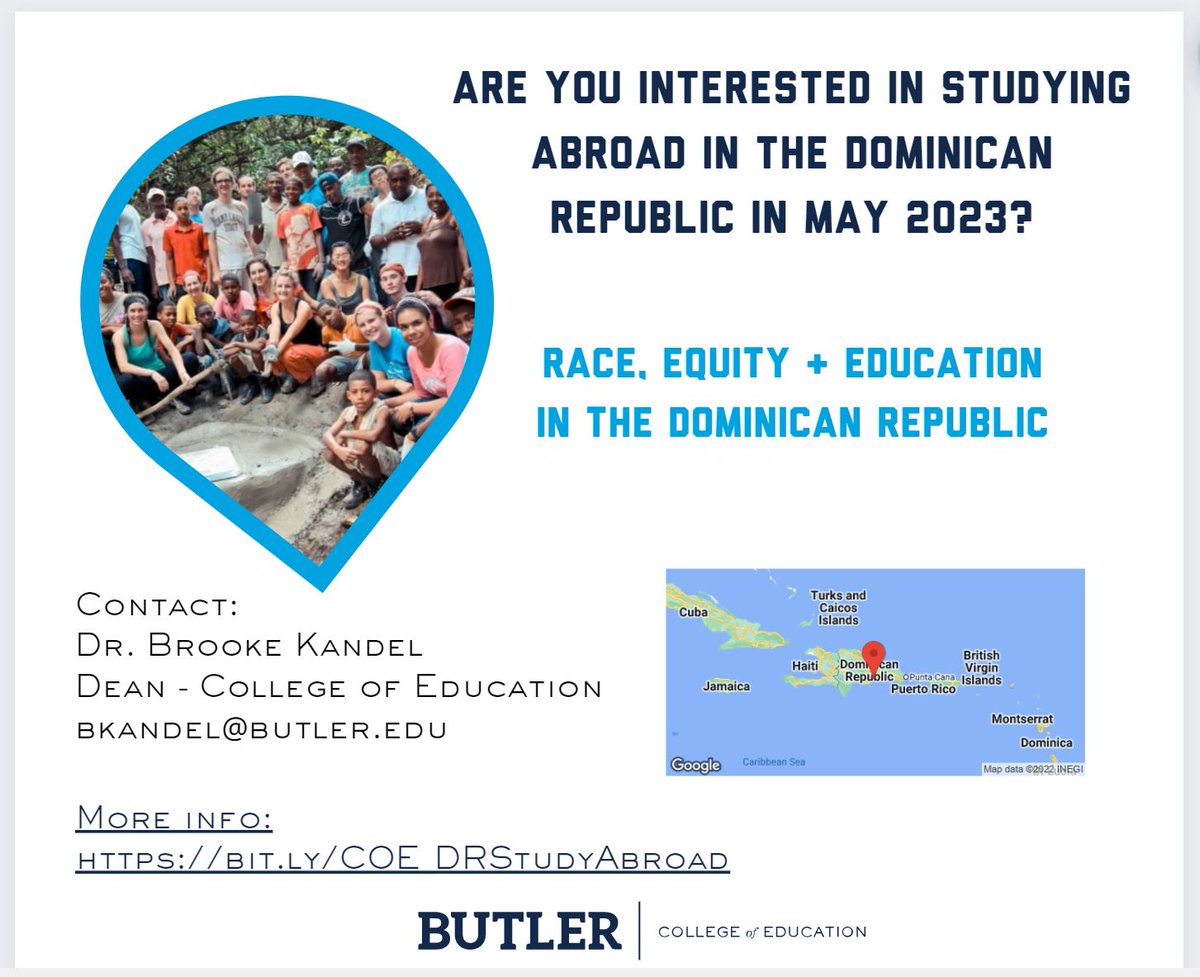 ARE YOU INTERESTED IN STUDYING
ABROAD IN THE DOMINICAN
REPUBLIC IN MAY 2023?
RACE, EQUITY + EDUCATION
IN THE DOMINICAN REPUBLIC
CONTACT:
DR. BROOKE KANDEL
DEAN - COLLEGE OF EDUCATION
BKANDEL@BUTLER.EDU
Cuba
Turks and
Caicos
Islands
Haiti
Dominican
Republic
Punta Cana
Puerto Rico
British
Virgin
Islands
Jamaica
Montserrat
Dominica
Caribbean Sea
Google
Map data ©2022 INEGI
MORE INFO:
HTTPS://BIT.LY/COE_DRSTUDYABROAD
BUTLER
COLLEGE of EDUCATION